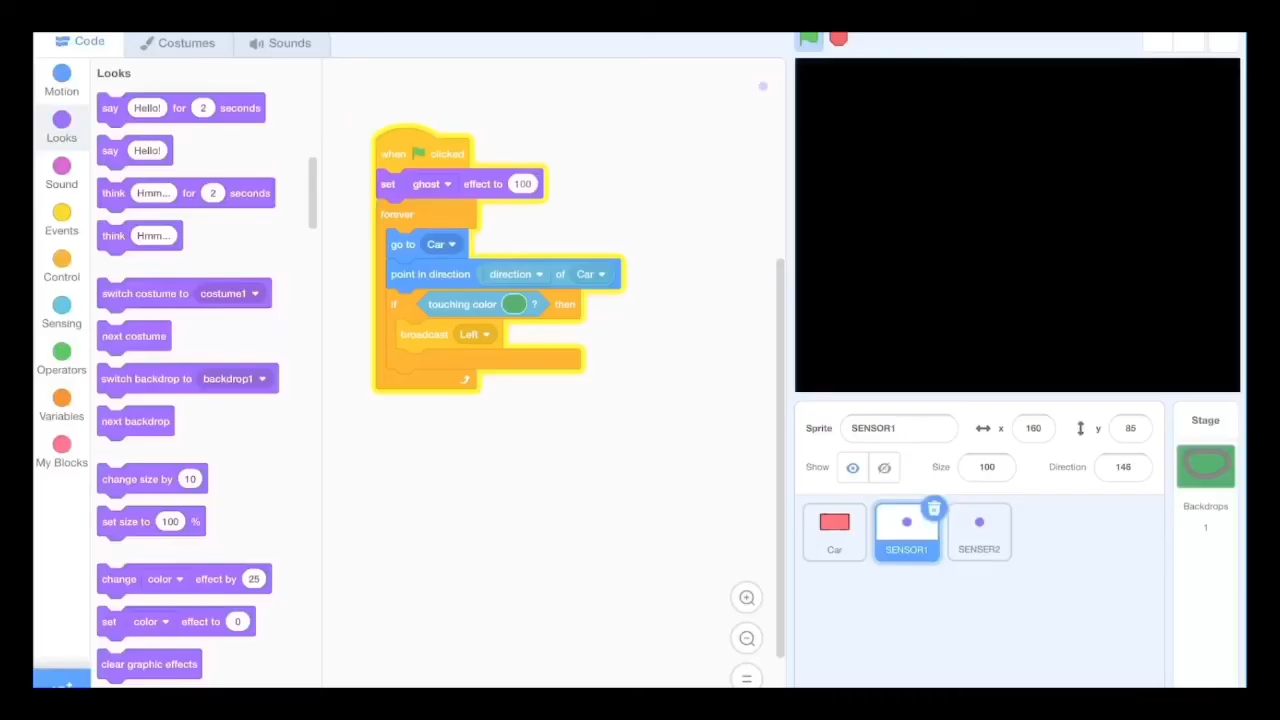 Code
Costumes
Sounds
Motion
Looks
Sound
Events
Control
Sensing
Operators
Variables
My Blocks
Looks
say Hello! for 2 seconds
say Hello!
think Hmm... for 2 seconds
think Hmm...
switch costume to costume1
next costume
switch backdrop to backdrop1
next backdrop
change size by 10
set size to 100 %
change color effect by 25
set color effect to 0
clear graphic effects
when clicked
set ghost effect to 100
forever
go to Car
point in direction direction of Car
if touching color ? then
broadcast Left
Sprite SENSOR1 x 160 y 85
Show Size 100 Direction 146
Car
SENSOR1
SENSER2
Stage
Backdrops
1